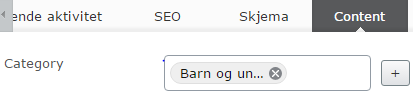 ende aktivitet SEO Skjema Content
Category Barn og un... +